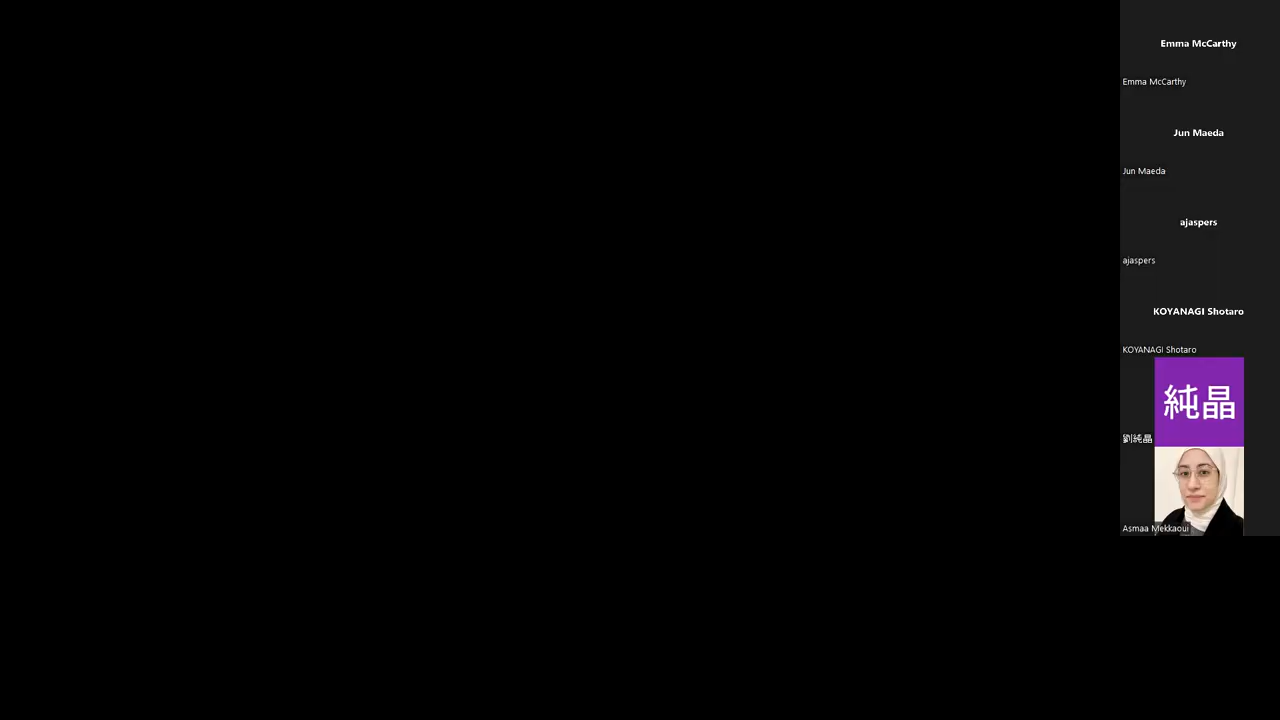 Emma McCarthy
Emma McCarthy
Jun Maeda
Jun Maeda
ajaspers
ajaspers
KOYANAGI Shotaro
KOYANAGI Shotaro
純晶
劉純晶
Asmaa Mekkaoui